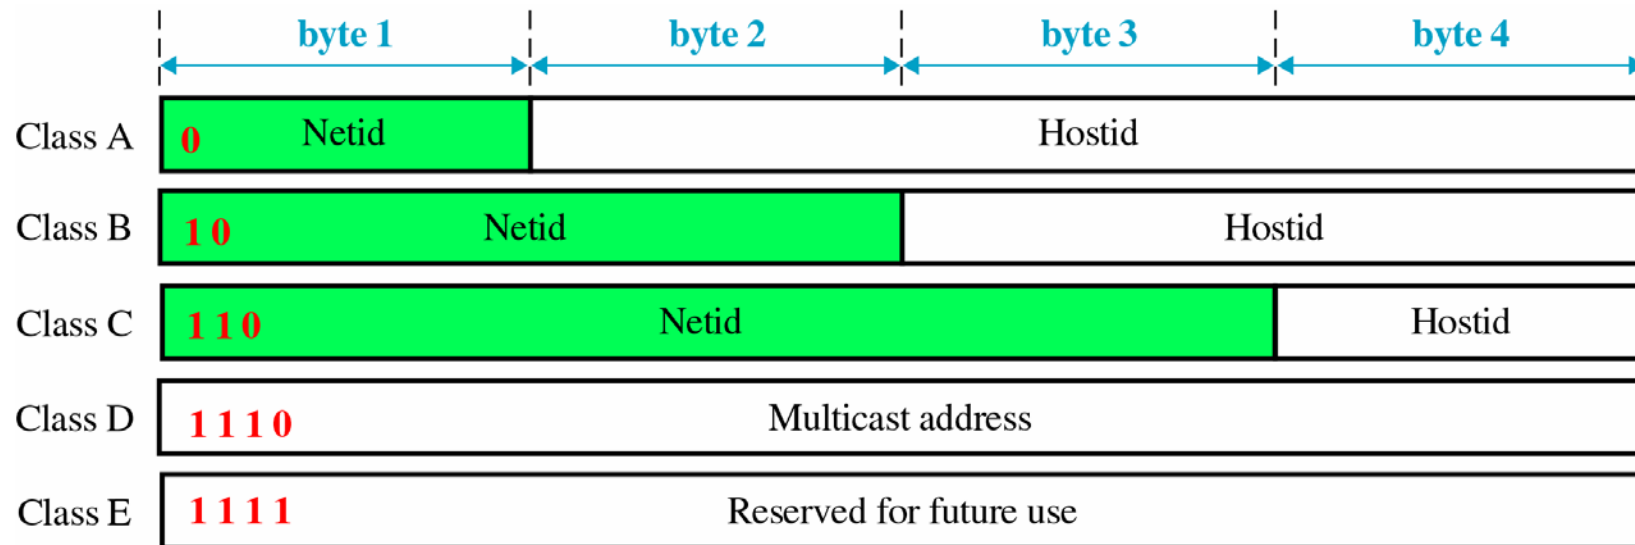 byte 1 byte 2 byte 3 byte 4
Class A 0 Netid Hostid
Class B 1 0 Netid Hostid
Class C 1 1 0 Netid Hostid
Class D 1 1 1 0 Multicast address
Class E 1 1 1 1 Reserved for future use